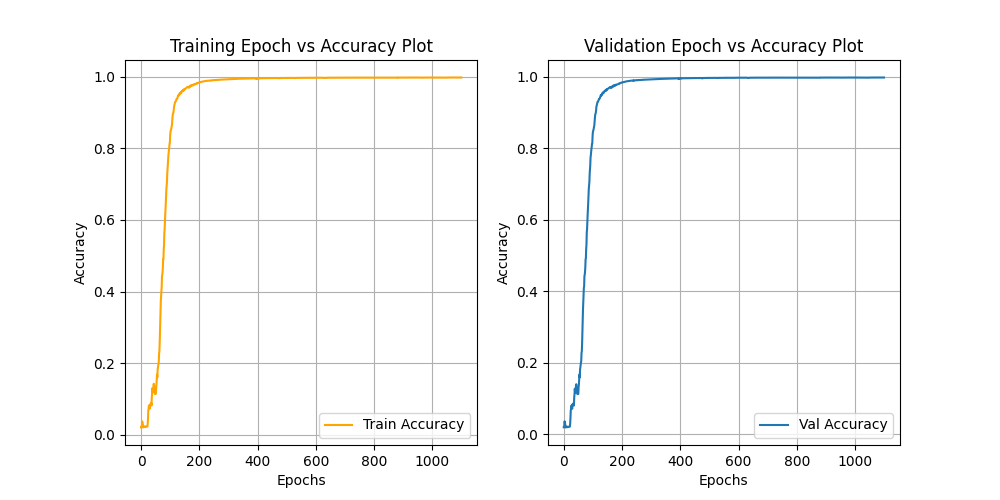 Training Epoch vs Accuracy Plot
Accuracy
1.0
0.8
0.6
0.4
0.2
0.0
0 200 400 600 800 1000
Epochs
Train Accuracy
Validation Epoch vs Accuracy Plot
Accuracy
1.0
0.8
0.6
0.4
0.2
0.0
0 200 400 600 800 1000
Epochs
Val Accuracy